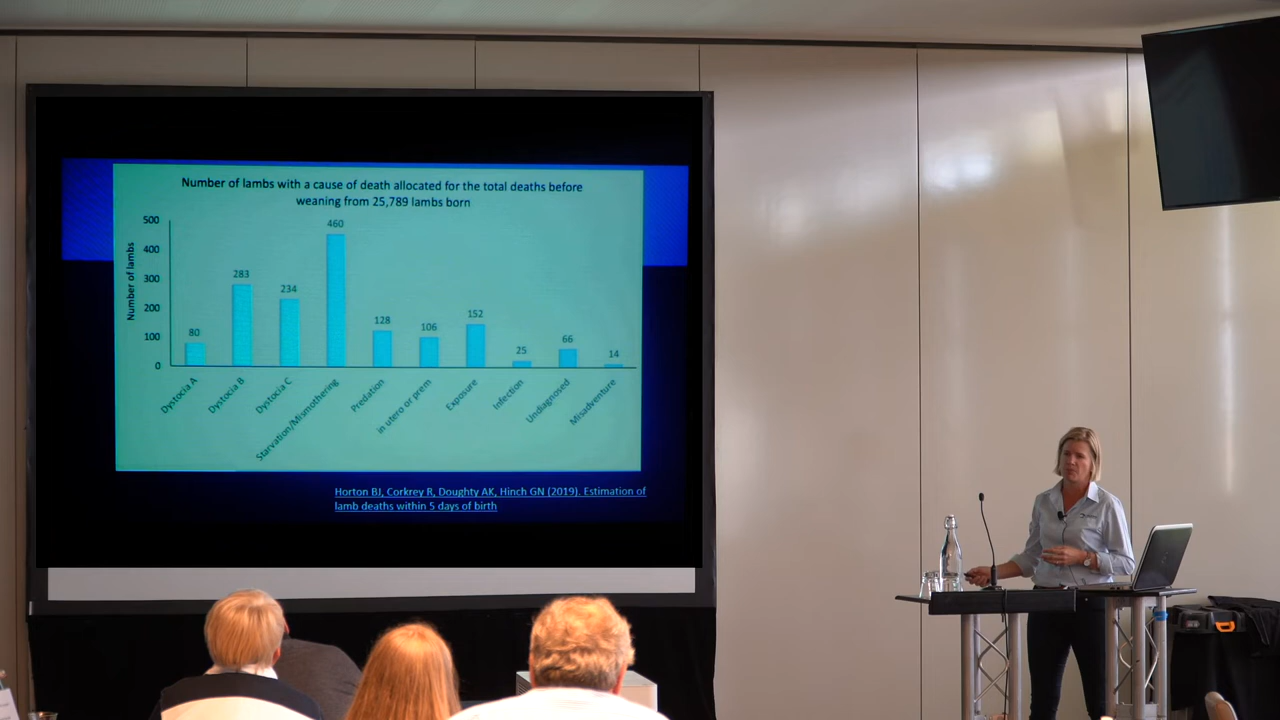 Number of lambs with a cause of death allocated for the total deaths before
weaning from 25,789 lambs born
Number of lambs
500
400
300
200
100
0
80
283
234
460
128
106
152
25
66
14
Dystocia A
Dystocia B
Dystocia C
Starvation/Mismothering
Predation
in utero or prem
Exposure
Infection
Undiagnosed
Misadventure
Horton BJ, Corkrey R, Doughty AK, Hinch GN (2019). Estimation of
lamb deaths within 5 days of birth